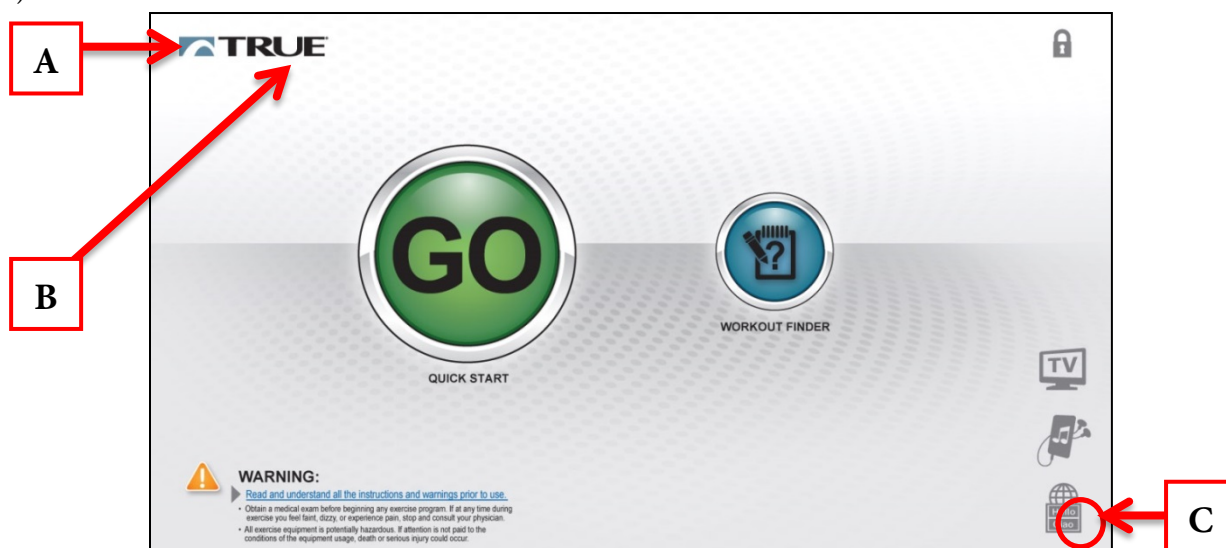 A
TRUE
GO
?
B
WORKOUT FINDER
QUICK START
TV
WARNING:
Read and understand all the instructions and warnings prior to use.
• Obtain a medical exam before beginning any exercise program. If at any time during
exercise you feel faint, dizzy, or experience pain, stop and consult your physician.
• All exercise equipment is potentially hazardous. If attention is not paid to the
conditions of the equipment usage, death or serious injury could occur.
Hello
Ciao
C